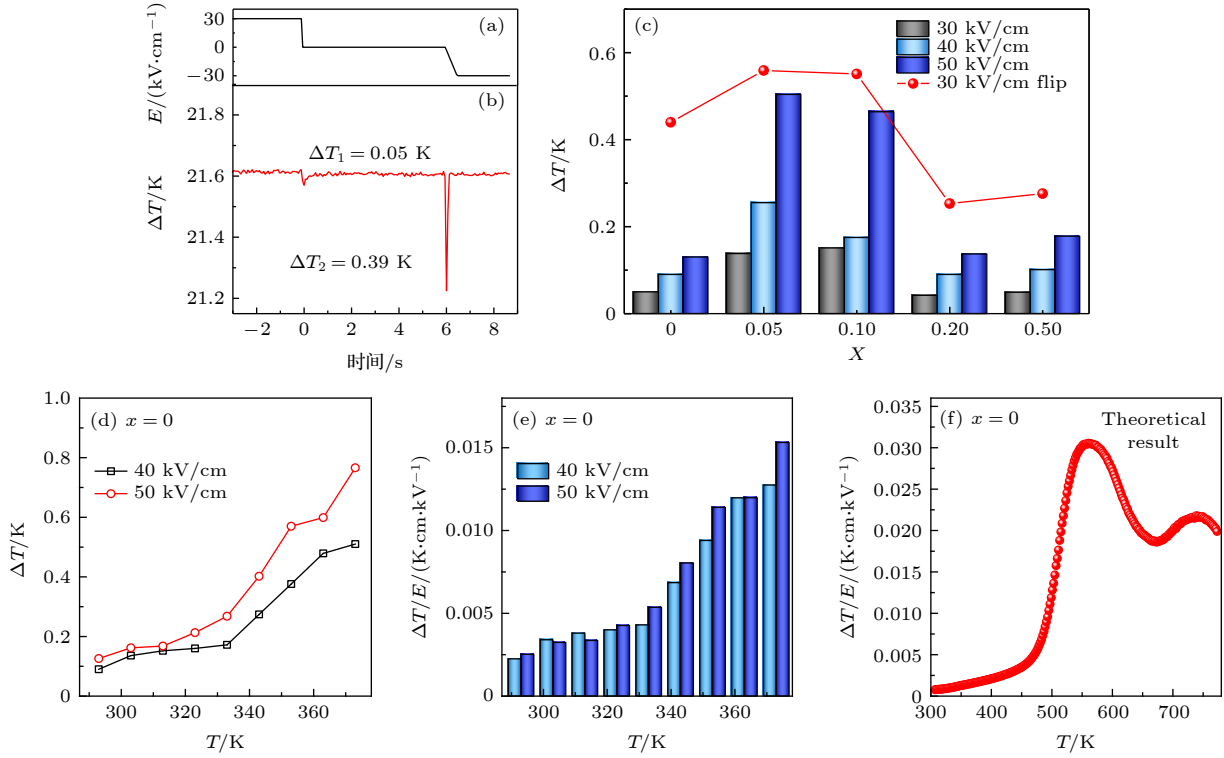 (a)
E/(kV·cm⁻¹)
30
0
−30
(b)
ΔT/K
21.8
21.6
21.4
21.2
ΔT₁ = 0.05 K
ΔT₂ = 0.39 K
−2 0 2 4 6 8
时间/s
(c)
30 kV/cm
40 kV/cm
50 kV/cm
30 kV/cm flip
ΔT/K
0.6
0.4
0.2
0
0 0.05 0.10 0.20 0.50
X
(d) x = 0
40 kV/cm
50 kV/cm
ΔT/K
1.0
0.8
0.6
0.4
0.2
0
300 320 340 360
T/K
(e) x = 0
40 kV/cm
50 kV/cm
ΔT/E/(K·cm·kV⁻¹)
0.015
0.010
0.005
0
300 320 340 360
T/K
(f) x = 0
Theoretical
result
ΔT/E/(K·cm·kV⁻¹)
0.035
0.030
0.025
0.020
0.015
0.010
0.005
0
300 400 500 600 700
T/K